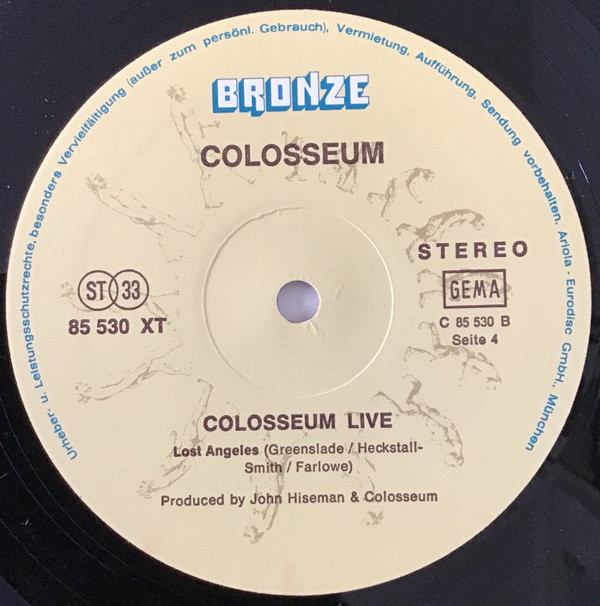 Urheber- u. Leistungsschutzrechte, besonders Vervielfältigung (außer zum persönl. Gebrauch), Vermietung, Aufführung, Sendung vorbehalten. Ariola - Eurodisc GmbH., München
BRONZE
COLOSSEUM
STEREO
ST 33
GEMA
85 530 XT
C 85 530 B
Seite 4
COLOSSEUM LIVE
Lost Angeles (Greenslade / Heckstall-
Smith / Farlowe)
Produced by John Hiseman & Colosseum